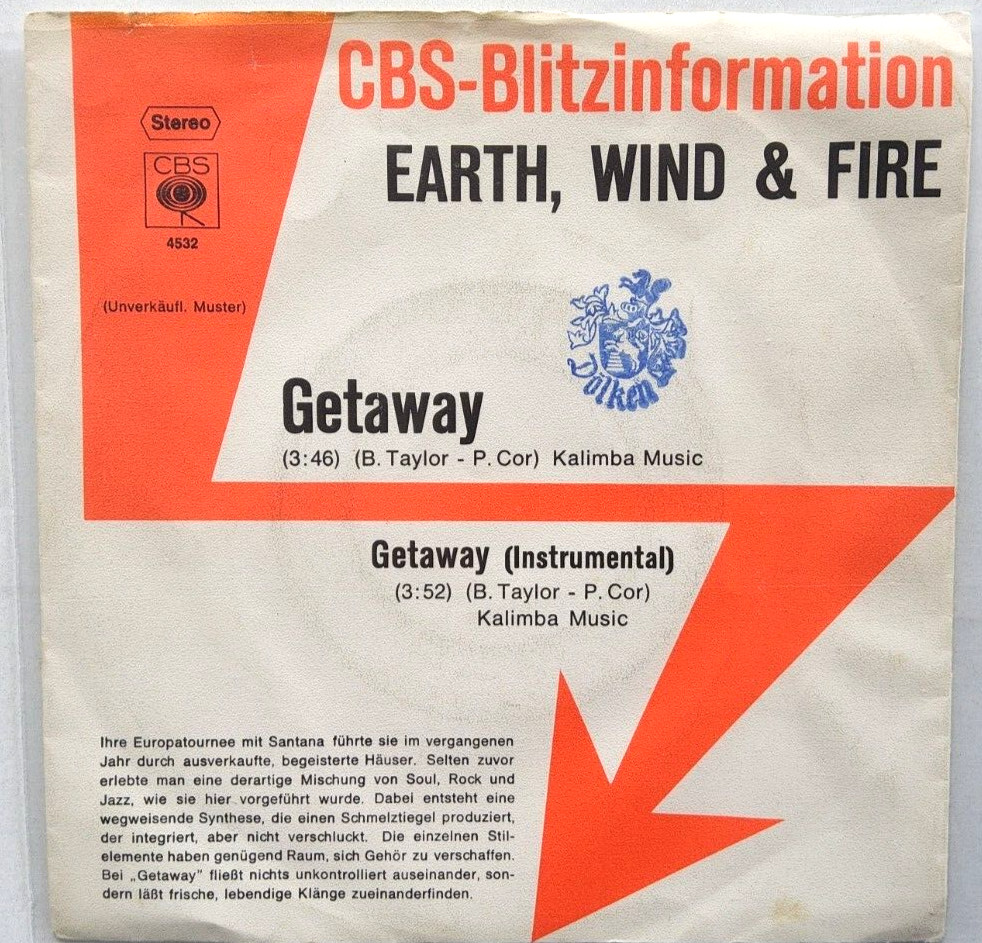 CBS-Blitzinformation
EARTH, WIND & FIRE
Stereo
CBS
4532
(Unverkäufl. Muster)
Dölken
Getaway
(3:46) (B. Taylor - P. Cor) Kalimba Music
Getaway (Instrumental)
(3:52) (B. Taylor - P. Cor)
Kalimba Music
Ihre Europatournee mit Santana führte sie im vergangenen
Jahr durch ausverkaufte, begeisterte Häuser. Selten zuvor
erlebte man eine derartige Mischung von Soul, Rock und
Jazz, wie sie hier vorgeführt wurde. Dabei entsteht eine
wegweisende Synthese, die einen Schmelztiegel produziert,
der integriert, aber nicht verschluckt. Die einzelnen Stil-
elemente haben genügend Raum, sich Gehör zu verschaffen.
Bei „Getaway” fließt nichts unkontrolliert auseinander, son-
dern läßt frische, lebendige Klänge zueinanderfinden.